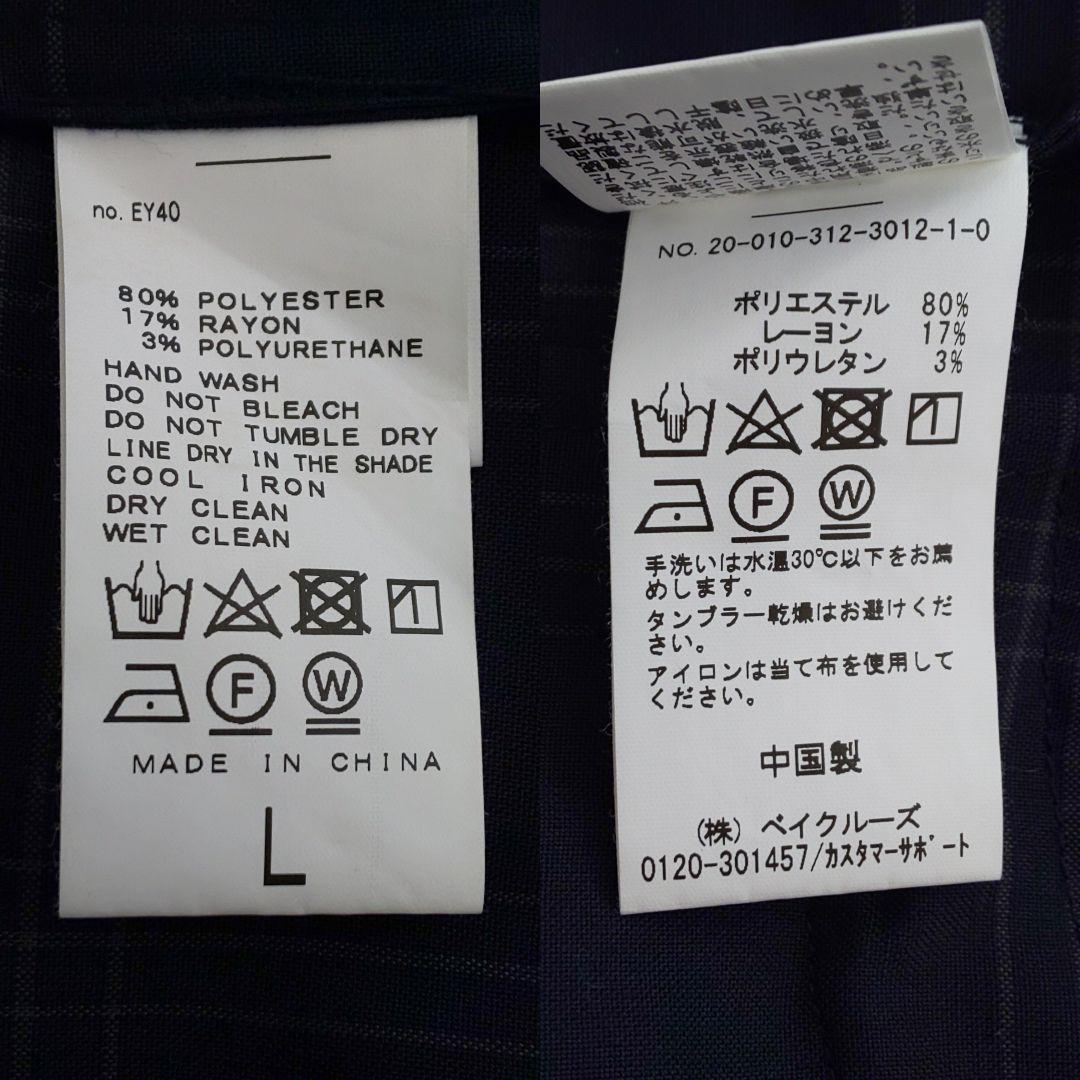 no. EY40
80% POLYESTER
17% RAYON
3% POLYURETHANE
HAND WASH
DO NOT BLEACH
DO NOT TUMBLE DRY
LINE DRY IN THE SHADE
COOL IRON
DRY CLEAN
WET CLEAN
F W
MADE IN CHINA
L
NO. 20-010-312-3012-1-0
ポリエステル 80%
レーヨン 17%
ポリウレタン 3%
F W
手洗いは水温30℃以下をお薦
めします。
タンブラー乾燥はお避けくだ
さい。
アイロンは当て布を使用して
ください。
中国製
(株) ベイクルーズ
0120-301457/カスタマーサポート